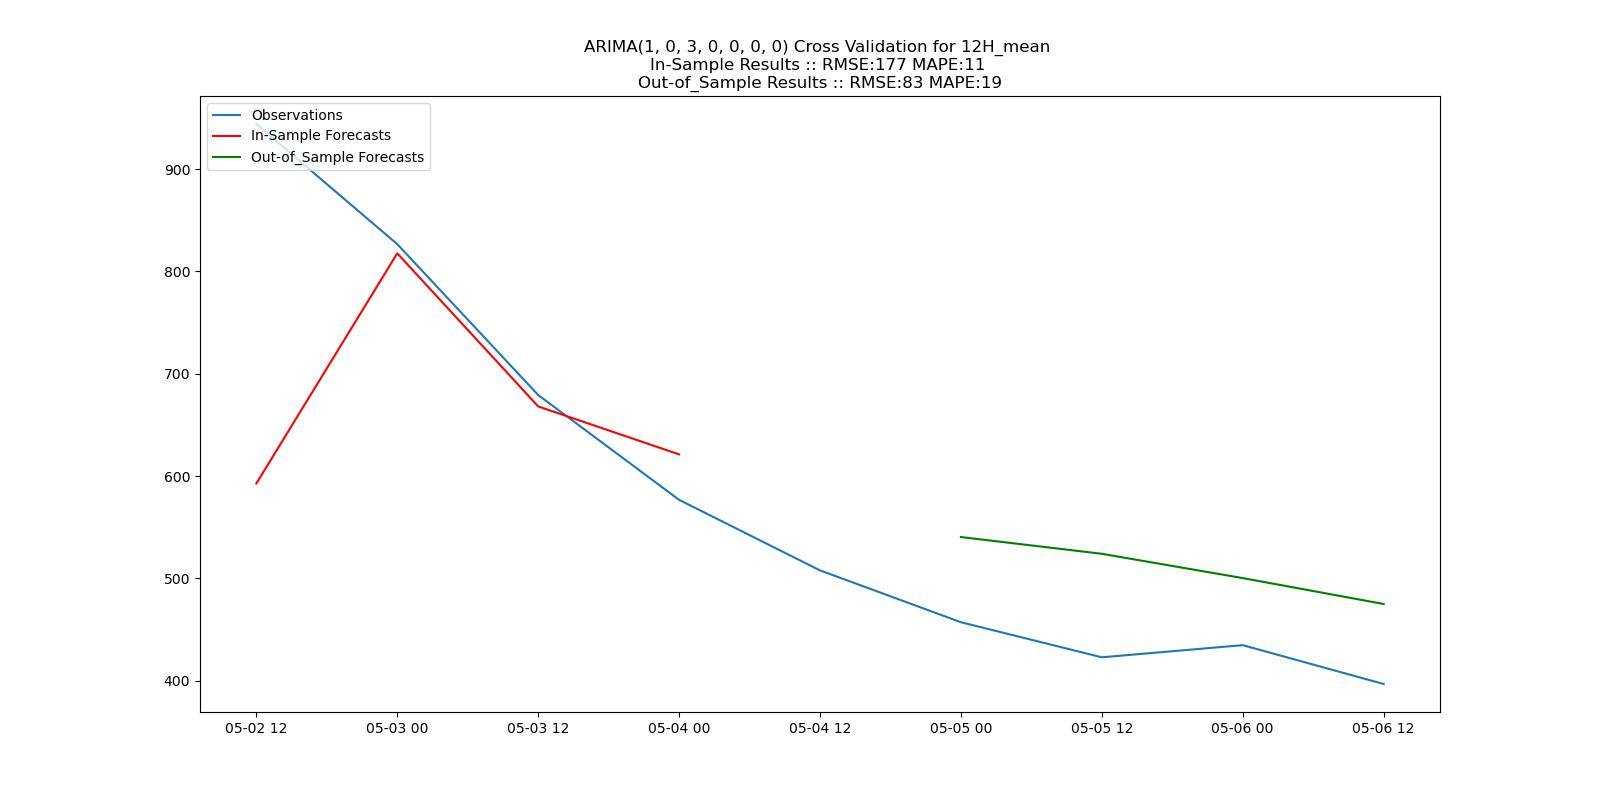 ARIMA(1, 0, 3, 0, 0, 0, 0) Cross Validation for 12H_mean
In-Sample Results :: RMSE:177 MAPE:11
Out-of_Sample Results :: RMSE:83 MAPE:19
Observations
In-Sample Forecasts
Out-of_Sample Forecasts
900
800
700
600
500
400
05-02 12
05-03 00
05-03 12
05-04 00
05-04 12
05-05 00
05-05 12
05-06 00
05-06 12